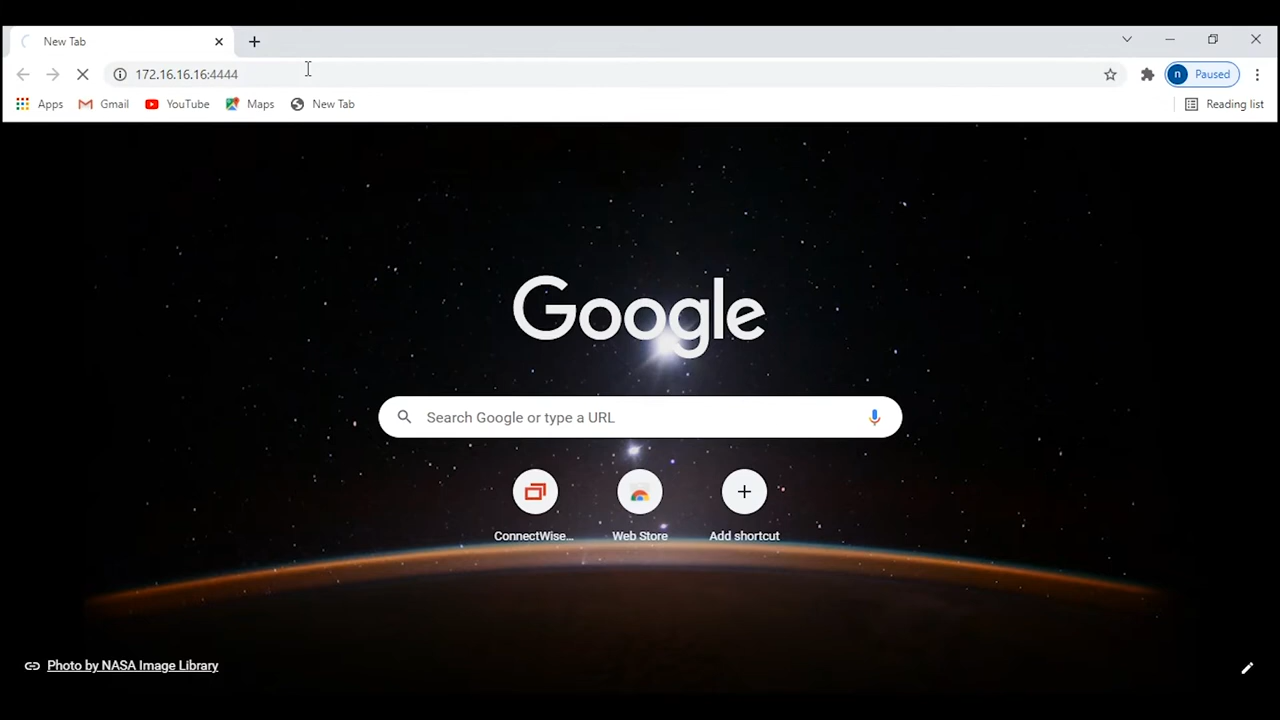 New Tab
172.16.16.16:4444
n Paused
Apps Gmail YouTube Maps New Tab Reading list
Google
Search Google or type a URL
ConnectWise... Web Store Add shortcut
Photo by NASA Image Library